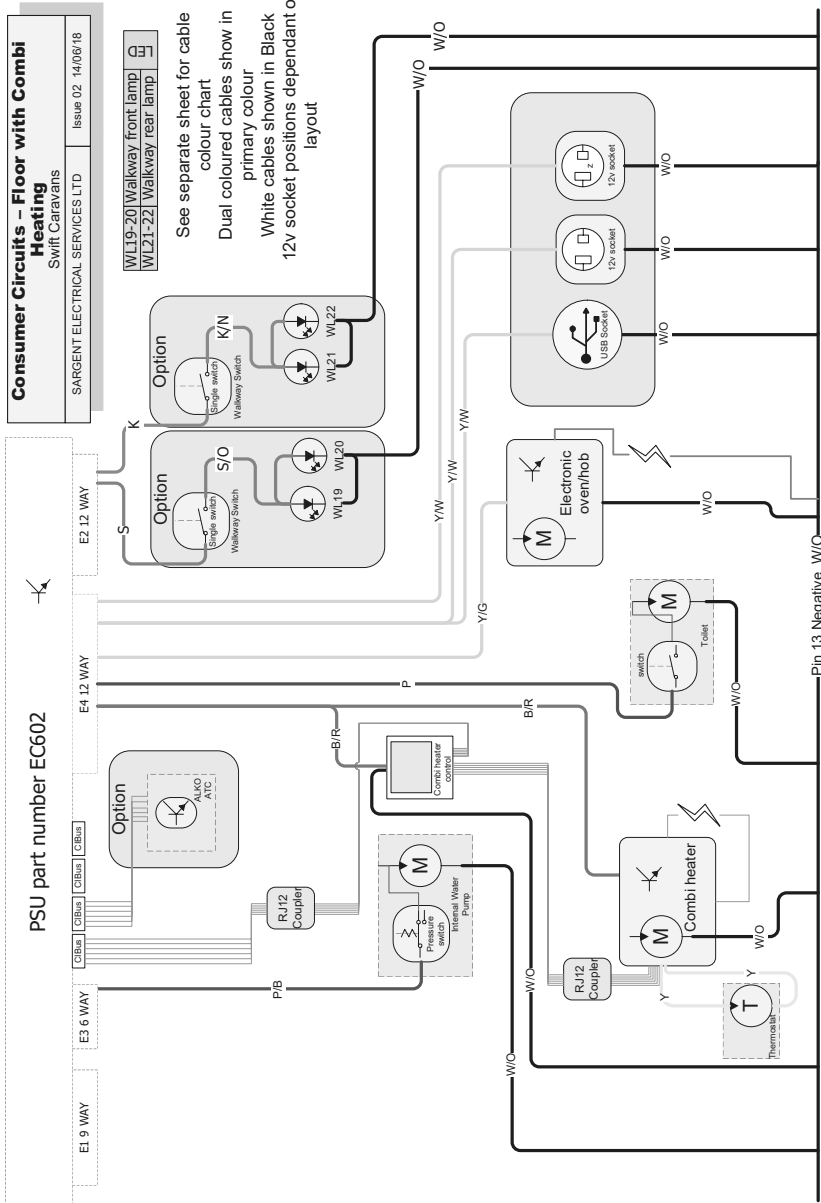 Consumer Circuits – Floor with Combi
Heating
Swift Caravans
SARGENT ELECTRICAL SERVICES LTD
Issue 02 14/06/18
WL19-20 Walkway front lamp
WL21-22 Walkway rear lamp
LED
See separate sheet for cable
colour chart
Dual coloured cables show in
primary colour
White cables shown in Black
12v socket positions dependant o
layout
PSU part number EC602
E1 9 WAY
E3 6 WAY
CIBus
CIBus
CIBus
CIBus
E4 12 WAY
E2 12 WAY
Option
ALKO
ATC
Option
Single switch
Walkway Switch
S
S/O
WL19
WL20
Option
Single switch
Walkway Switch
K
K/N
WL21
WL22
W/O
W/O
P/B
RJ12
Coupler
Pressure
switch
M
Internal Water
Pump
W/O
B/R
Combi heater
control
W/O
B/R
P
RJ12
Coupler
M
Combi heater
Y
Y
T
Thermostat
W/O
switch
M
Toilet
W/O
Y/G
Y/W
Y/W
Y/W
M
Electronic
oven/hob
W/O
USB Socket
12v socket
12v socket
z
W/O
W/O
W/O
Pin 13 Negative W/O